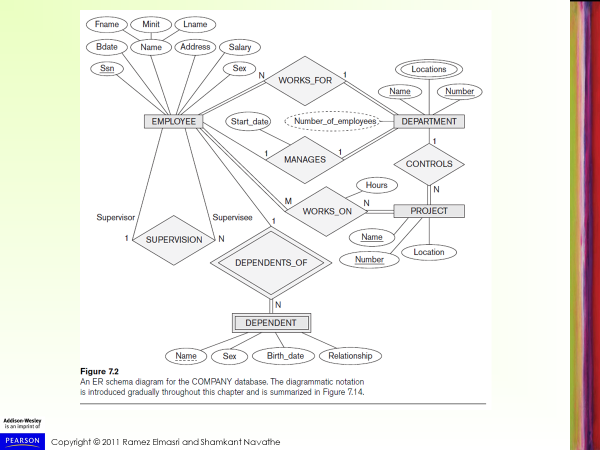 Fname Minit Lname
Bdate Name Address Salary
Ssn Sex
N WORKS_FOR 1
Locations
Name Number
EMPLOYEE
Start_date
Number_of_employees
DEPARTMENT
1 MANAGES 1
1
CONTROLS
N
M WORKS_ON N
Hours
PROJECT
Name
Number
Location
Supervisor Supervisee
1 SUPERVISION N
1
DEPENDENTS_OF
N
DEPENDENT
Name Sex Birth_date Relationship
Figure 7.2
An ER schema diagram for the COMPANY database. The diagrammatic notation
is introduced gradually throughout this chapter and is summarized in Figure 7.14.
Addison-Wesley
is an imprint of
PEARSON
Copyright © 2011 Ramez Elmasri and Shamkant Navathe